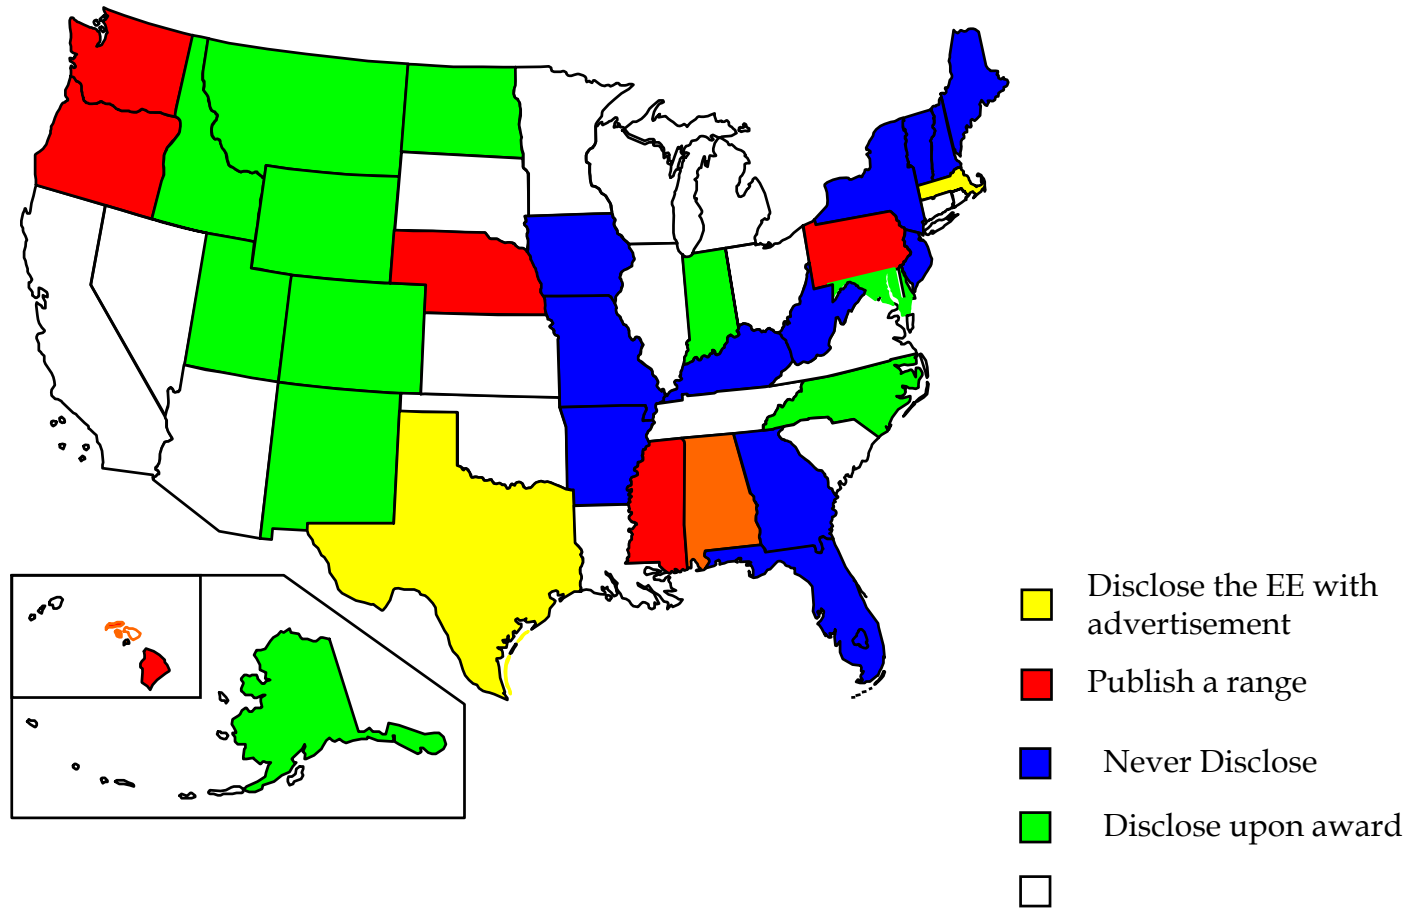 Disclose the EE with
advertisement
Publish a range
Never Disclose
Disclose upon award